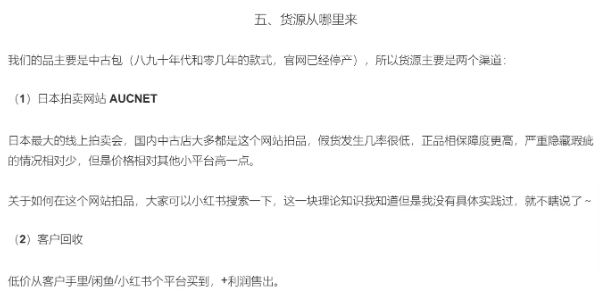 五、货源从哪里来
我们的品主要是中古包（八九十年代和零几年的款式，官网已经停产），所以货源主要是两个渠道：
（1）日本拍卖网站 AUCNET
日本最大的线上拍卖会，国内中古店大多都是这个网站拍品，假货发生几率很低，正品相保障度更高，严重隐藏瑕疵
的情况相对少，但是价格相对其他小平台高一点。
关于如何在这个网站拍品，大家可以小红书搜索一下，这一块理论知识我知道但是我没有具体实践过，就不瞎说了～
（2）客户回收
低价从客户手里/闲鱼/小红书个平台买到，+利润售出。